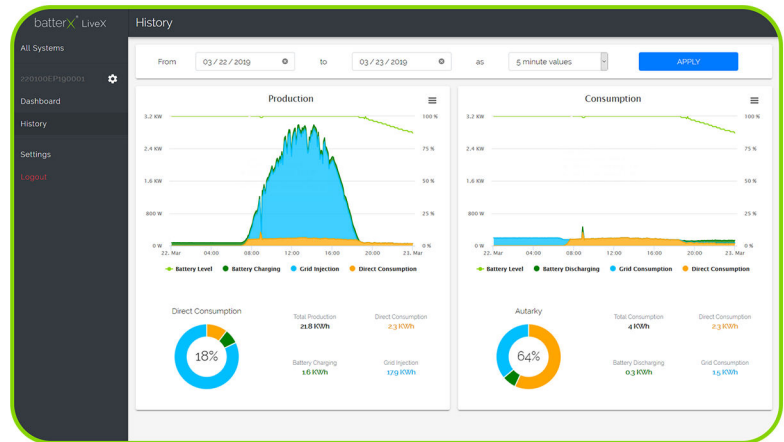 batterX® LiveX
History
All Systems
220100EP190001
Dashboard
History
Settings
Logout
From
03 / 22 / 2019
to
03 / 23 / 2019
as
5 minute values
APPLY
Production
3.2 KW
2.4 KW
1.6 KW
800 W
0 W
100 %
75 %
50 %
25 %
0 %
22. Mar 04:00 08:00 12:00 16:00 20:00 23. Mar
Battery Level Battery Charging Grid Injection Direct Consumption
Direct Consumption
18%
Total Production
21.8 KWh
Direct Consumption
2.3 KWh
Battery Charging
1.6 KWh
Grid Injection
17.9 KWh
Consumption
3.2 KW
2.4 KW
1.6 KW
800 W
0 W
100 %
75 %
50 %
25 %
0 %
22. Mar 04:00 08:00 12:00 16:00 20:00 23. Mar
Battery Level Battery Discharging Grid Consumption Direct Consumption
Autarky
64%
Total Consumption
4 KWh
Direct Consumption
2.3 KWh
Battery Discharging
0.3 KWh
Grid Consumption
1.5 KWh